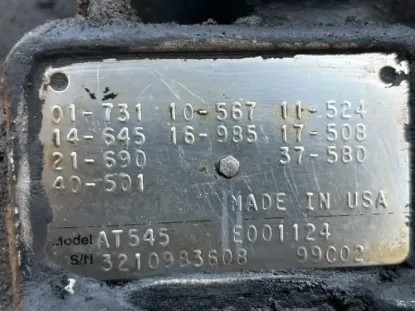 01-731 10-567 11-524
14-645 16-985 17-508
21-690 37-580
40-501
MADE IN USA
Model AT545 E001124
S/N 3210983608 99C02